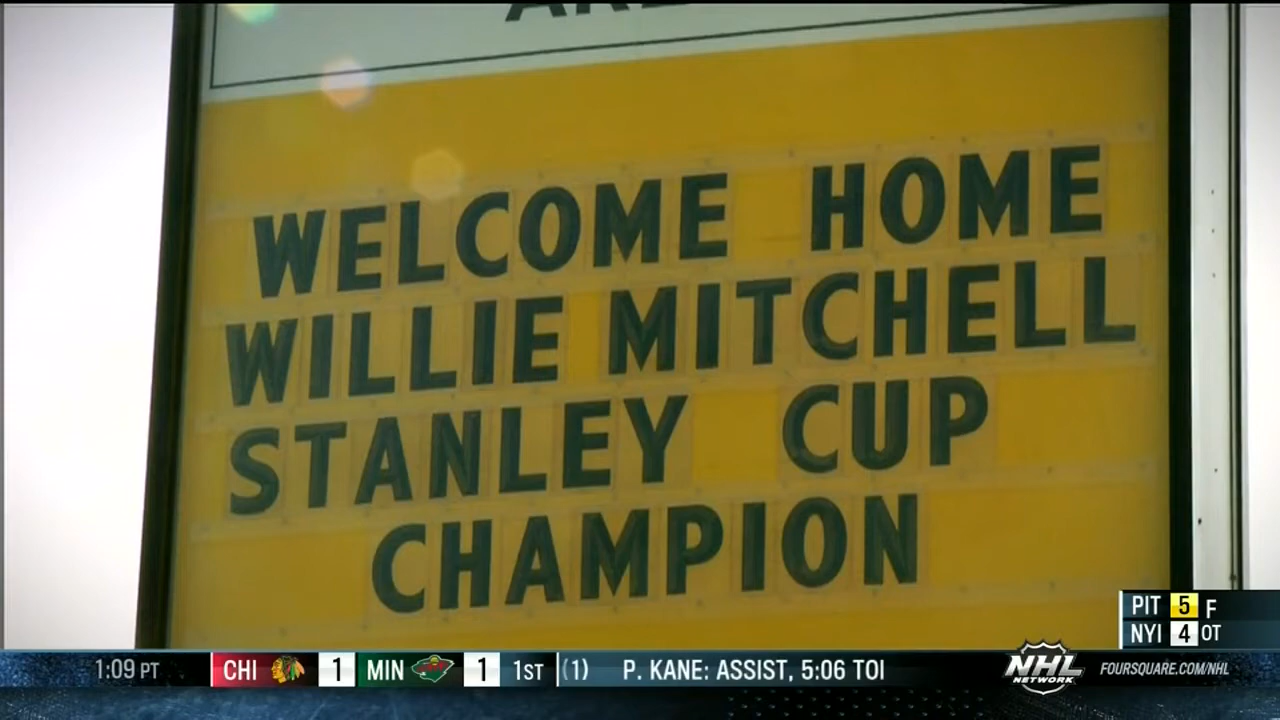 WELCOME HOME
WILLIE MITCHELL
STANLEY CUP
CHAMPION
PIT 5 F
NYI 4 OT
1:09 PT CHI 1 MIN 1 1ST (1) P. KANE: ASSIST, 5:06 TOI NHL NETWORK FOURSQUARE.COM/NHL